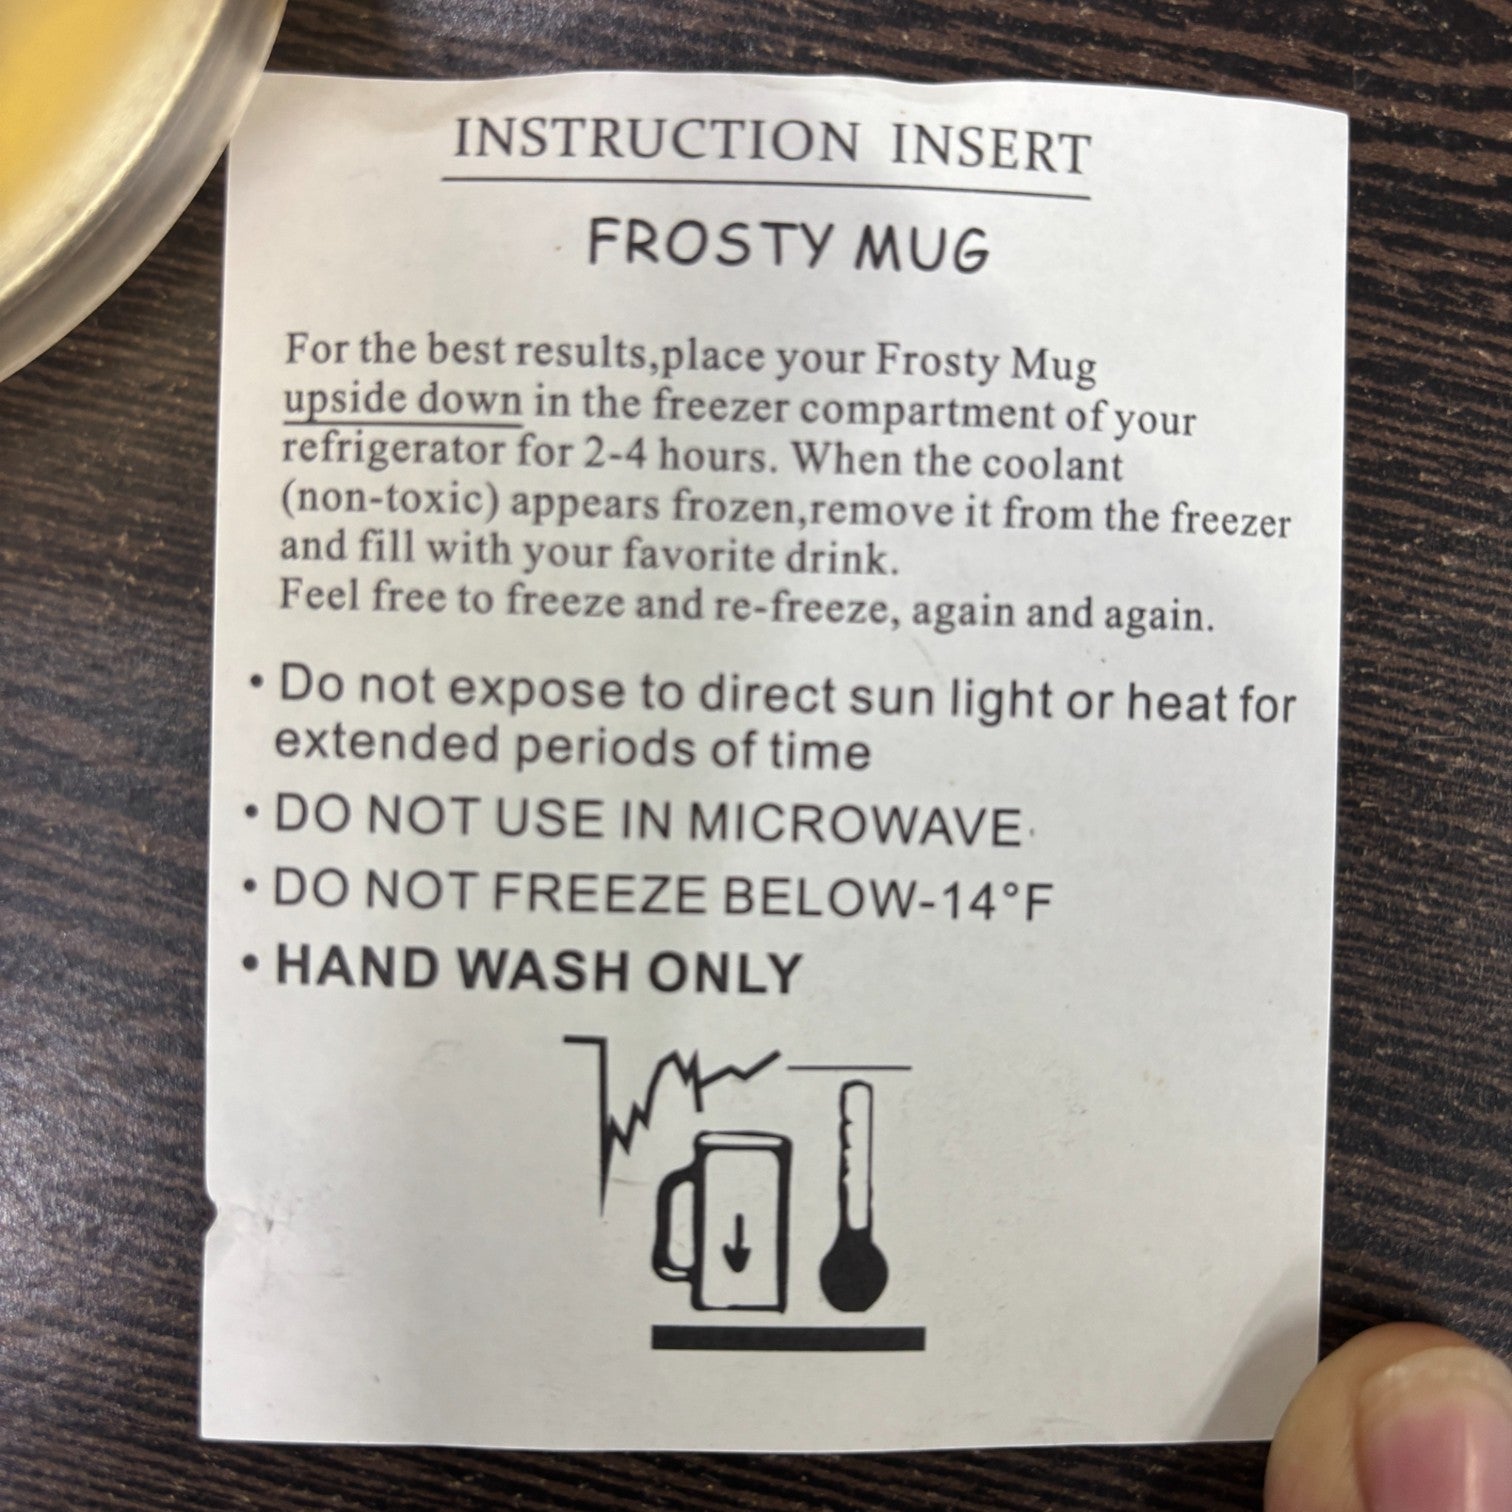 INSTRUCTION INSERT
FROSTY MUG
For the best results,place your Frosty Mug
upside down in the freezer compartment of your
refrigerator for 2-4 hours. When the coolant
(non-toxic) appears frozen,remove it from the freezer
and fill with your favorite drink.
Feel free to freeze and re-freeze, again and again.
• Do not expose to direct sun light or heat for
extended periods of time
• DO NOT USE IN MICROWAVE
• DO NOT FREEZE BELOW-14°F
• HAND WASH ONLY